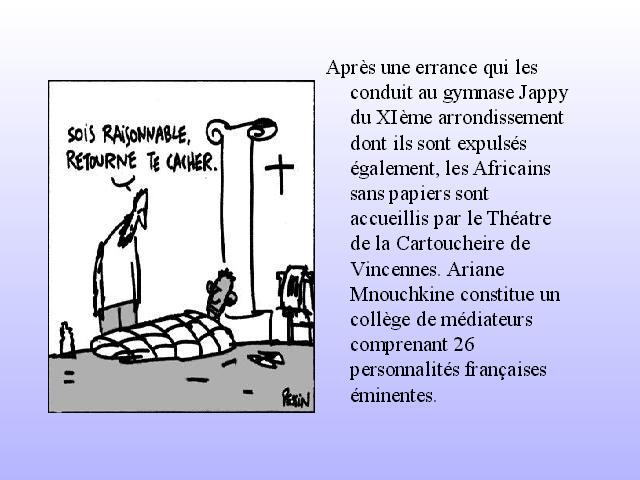 SOIS RAISONNABLE,
RETOURNE TE CACHER.
PESSIN
Après une errance qui les
conduit au gymnase Jappy
du XIème arrondissement
dont ils sont expulsés
également, les Africains
sans papiers sont
accueillis par le Théatre
de la Cartoucheire de
Vincennes. Ariane
Mnouchkine constitue un
collège de médiateurs
comprenant 26
personnalités françaises
éminentes.